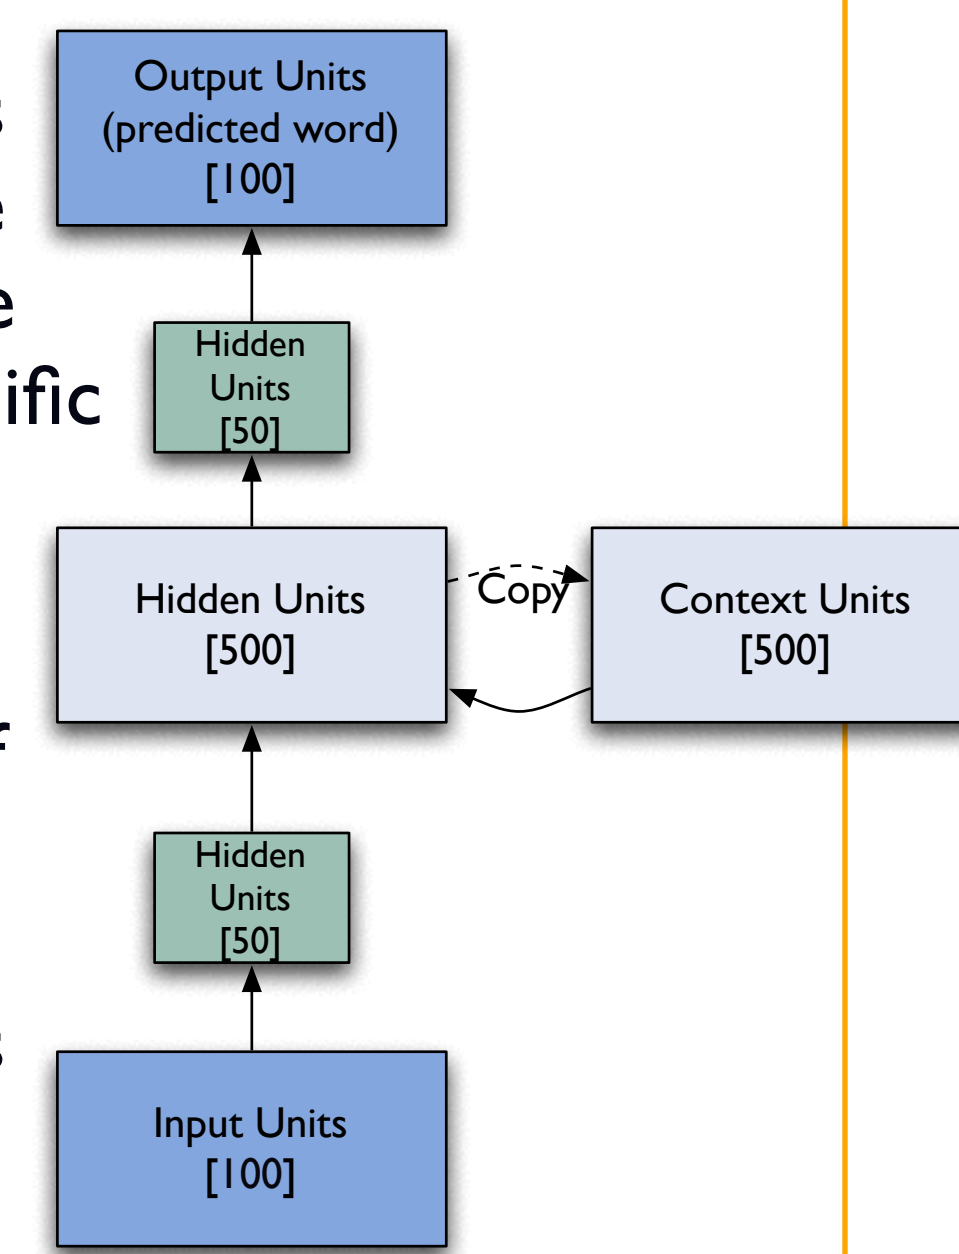 Output Units
(predicted word)
[100]
Hidden
Units
[50]
ific
Hidden Units
[500]
Copy
Context Units
[500]
Hidden
Units
[50]
Input Units
[100]